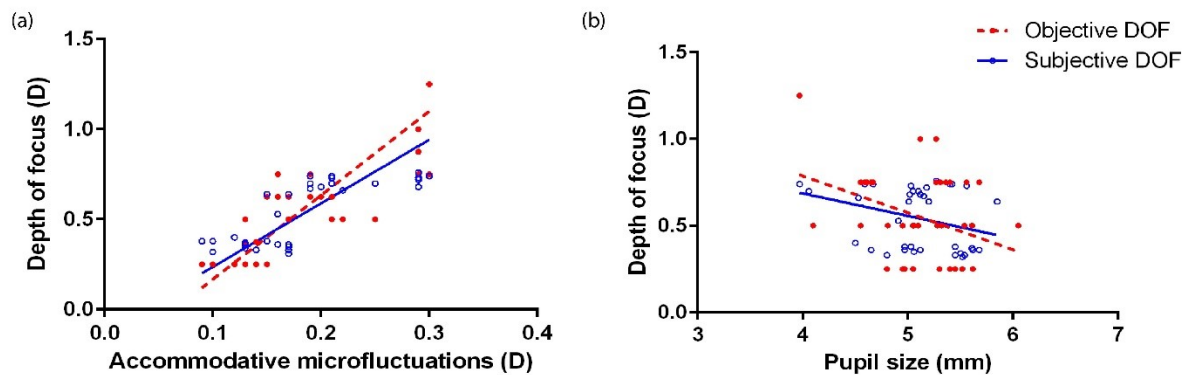 (a)
1.5
1.0
0.5
0.0
Depth of focus (D)
0.0 0.1 0.2 0.3 0.4
Accommodative microfluctuations (D)
(b)
Objective DOF
Subjective DOF
1.5
1.0
0.5
0.0
Depth of focus (D)
3 4 5 6 7
Pupil size (mm)